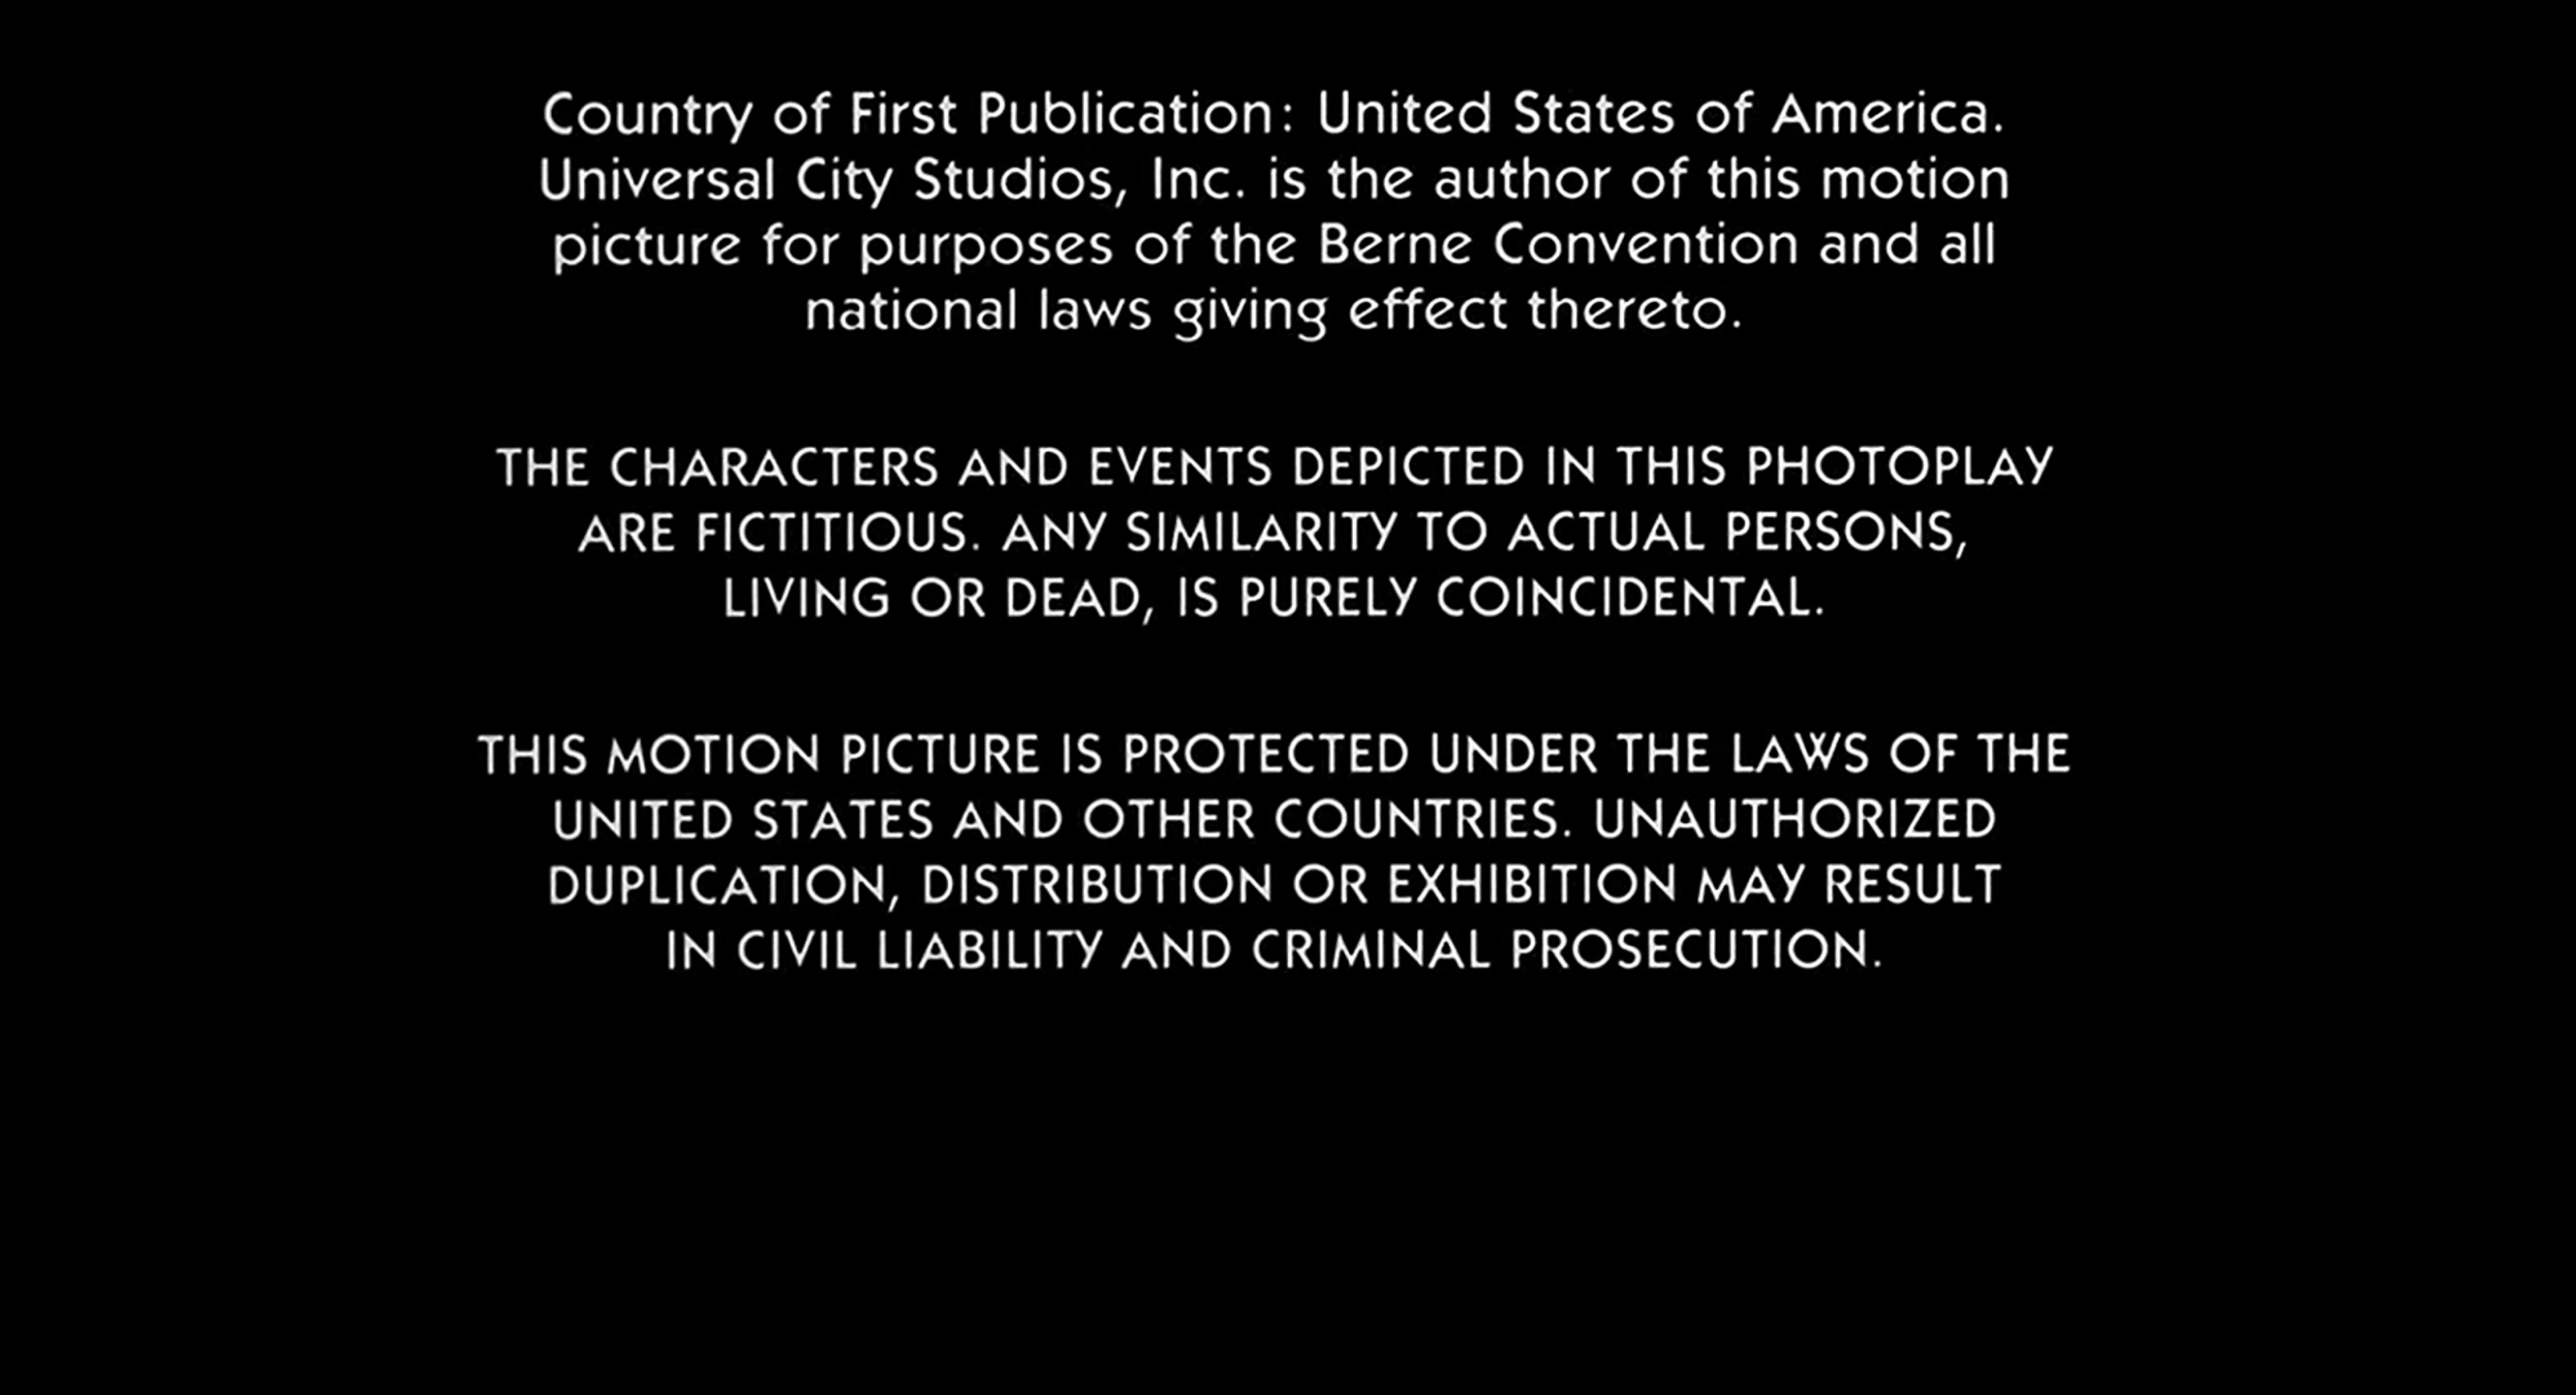 Country of First Publication: United States of America.
Universal City Studios, Inc. is the author of this motion
picture for purposes of the Berne Convention and all
national laws giving effect thereto.
THE CHARACTERS AND EVENTS DEPICTED IN THIS PHOTOPLAY
ARE FICTITIOUS. ANY SIMILARITY TO ACTUAL PERSONS,
LIVING OR DEAD, IS PURELY COINCIDENTAL.
THIS MOTION PICTURE IS PROTECTED UNDER THE LAWS OF THE
UNITED STATES AND OTHER COUNTRIES. UNAUTHORIZED
DUPLICATION, DISTRIBUTION OR EXHIBITION MAY RESULT
IN CIVIL LIABILITY AND CRIMINAL PROSECUTION.